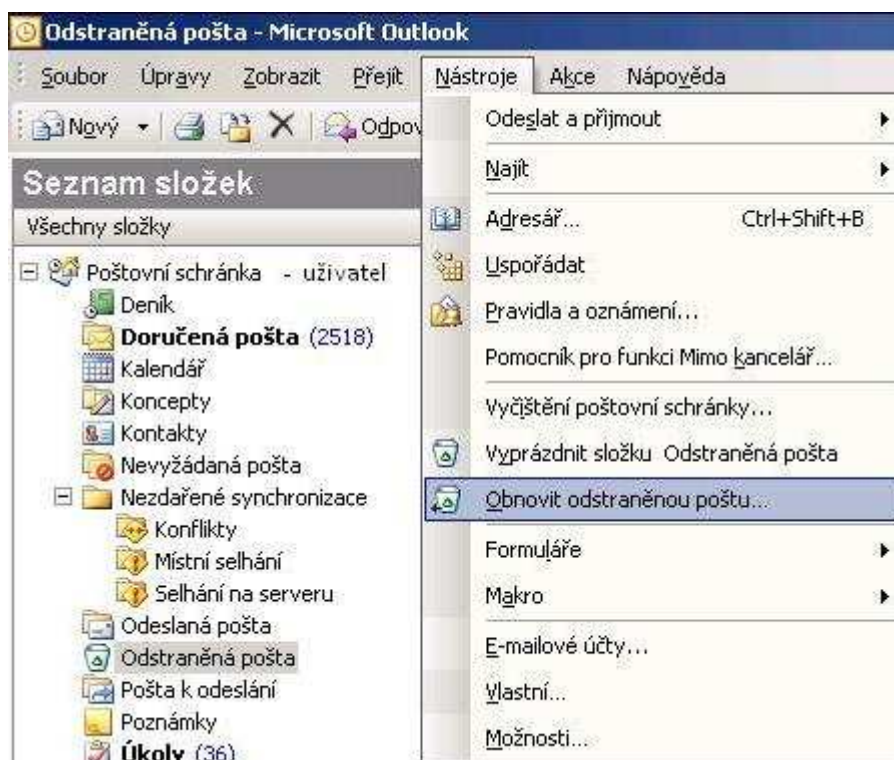 Odstraněná pošta - Microsoft Outlook
Soubor Úpravy Zobrazit Přejít Nástroje Akce Nápověda
Nový Odpov
Seznam složek
Všechny složky
Poštovní schránka - uživatel
Deník
Doručená pošta (2518)
Kalendář
Koncepty
Kontakty
Nevyžádaná pošta
Nezdařené synchronizace
Konflikty
Místní selhání
Selhání na serveru
Odeslaná pošta
Odstraněná pošta
Pošta k odeslání
Poznámky
Úkoly (36)
Odeslat a přijmout
Najít
Adresář... Ctrl+Shift+B
Uspořádat
Pravidla a oznámení...
Pomocník pro funkci Mimo kancelář...
Vyčištění poštovní schránky...
Vyprázdnit složku Odstraněná pošta
Obnovit odstraněnou poštu...
Formuláře
Makro
E-mailové účty...
Vlastní...
Možnosti...